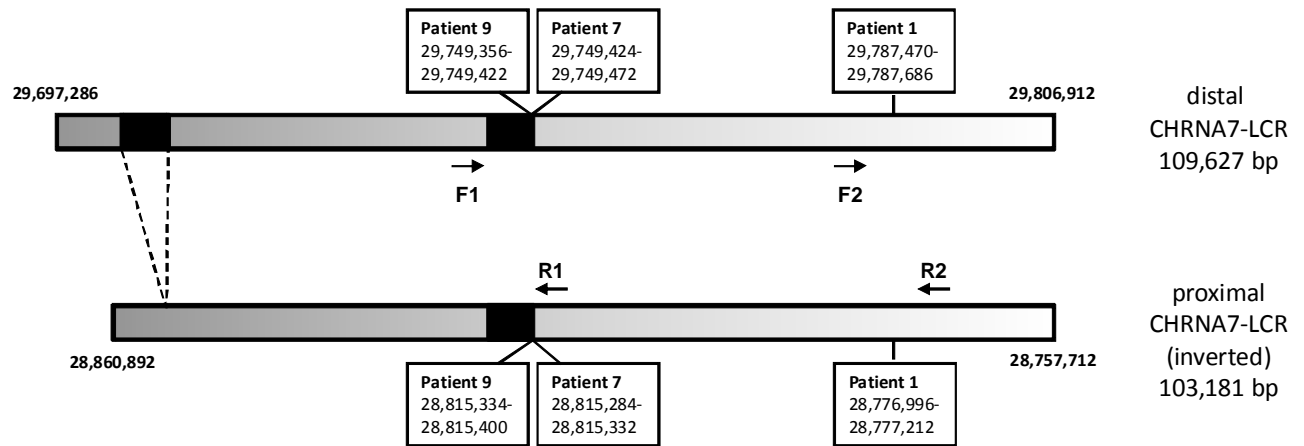 Patient 9
29,749,356-
29,749,422
Patient 7
29,749,424-
29,749,472
Patient 1
29,787,470-
29,787,686
29,697,286
29,806,912
distal
CHRNA7-LCR
109,627 bp
F1
F2
R1
R2
proximal
CHRNA7-LCR
(inverted)
103,181 bp
28,860,892
28,757,712
Patient 9
28,815,334-
28,815,400
Patient 7
28,815,284-
28,815,332
Patient 1
28,776,996-
28,777,212